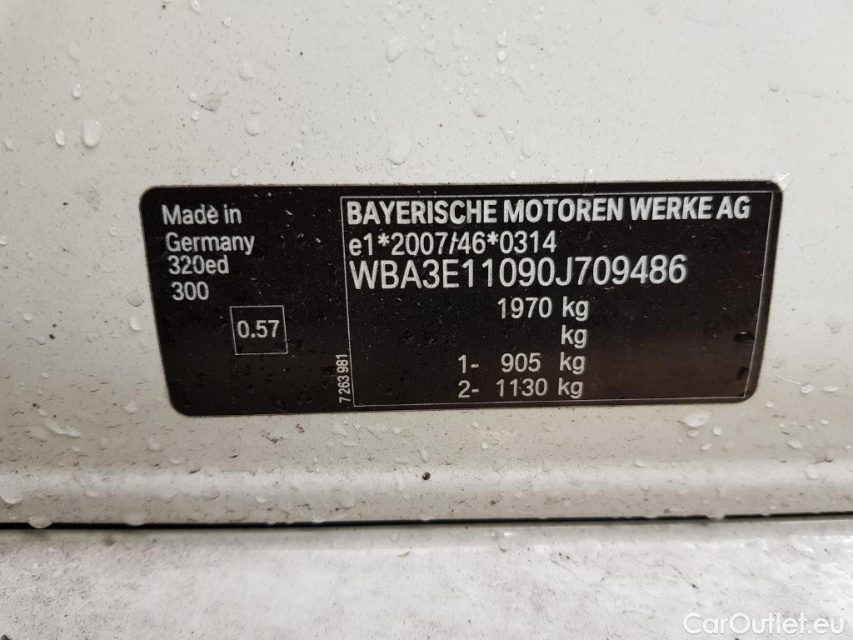 Made in
Germany
320ed
300
0.57
7 263 981
BAYERISCHE MOTOREN WERKE AG
e1*2007/46*0314
WBA3E11090J709486
1970 kg
kg
1- 905 kg
2- 1130 kg
CarOutlet.eu